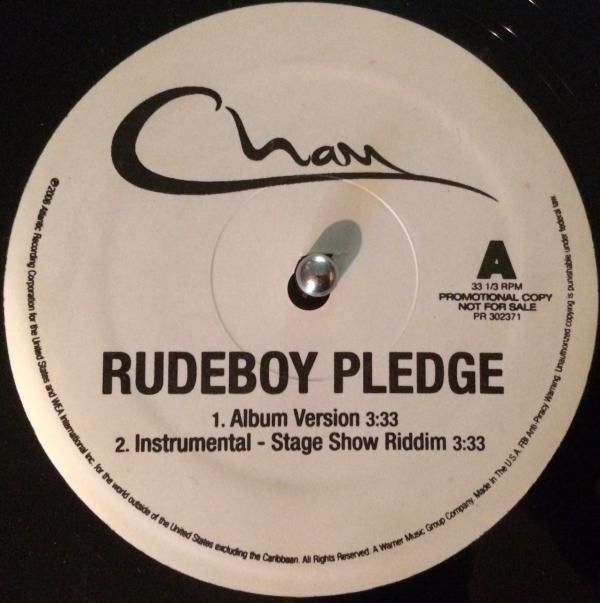 Cham
A
33 1/3 RPM
PROMOTIONAL COPY
NOT FOR SALE
PR 302371
RUDEBOY PLEDGE
1. Album Version 3:33
2. Instrumental - Stage Show Riddim 3:33
℗2006 Atlantic Recording Corporation for the United States and WEA International Inc. for the world outside of the United States excluding the Caribbean. All Rights Reserved. A Warner Music Group Company. Made In The U.S.A. FBI Anti-Piracy Warning: Unauthorized copying is punishable under federal law.